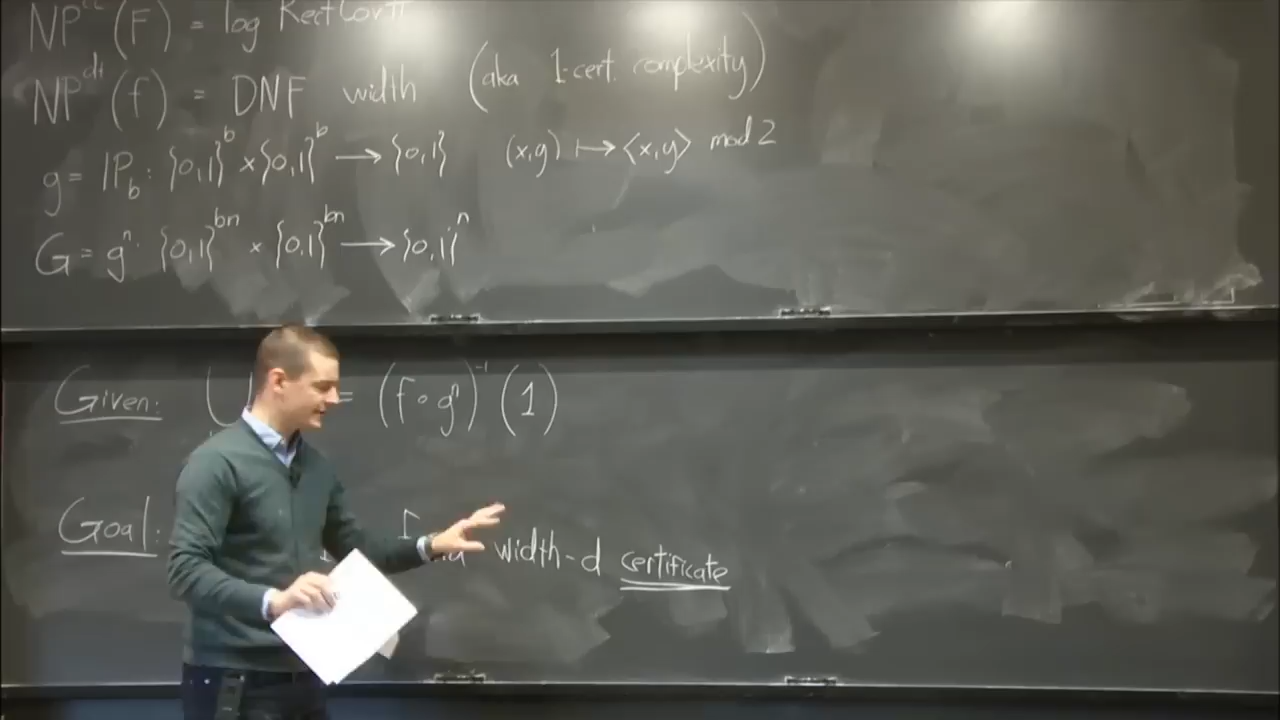 NP^cc (F) = log RectCov
NP^dt (f) = DNF width (aka 1-cert. complexity)
g = IP_b : {0,1}^b × {0,1}^b → {0,1} (x,y) ↦ ⟨x,y⟩ mod 2
G = g^n : {0,1}^bn × {0,1}^bn → {0,1}^n
Given: ⋃ = (f ∘ g^n)^-1 (1)
Goal: width-d certificate